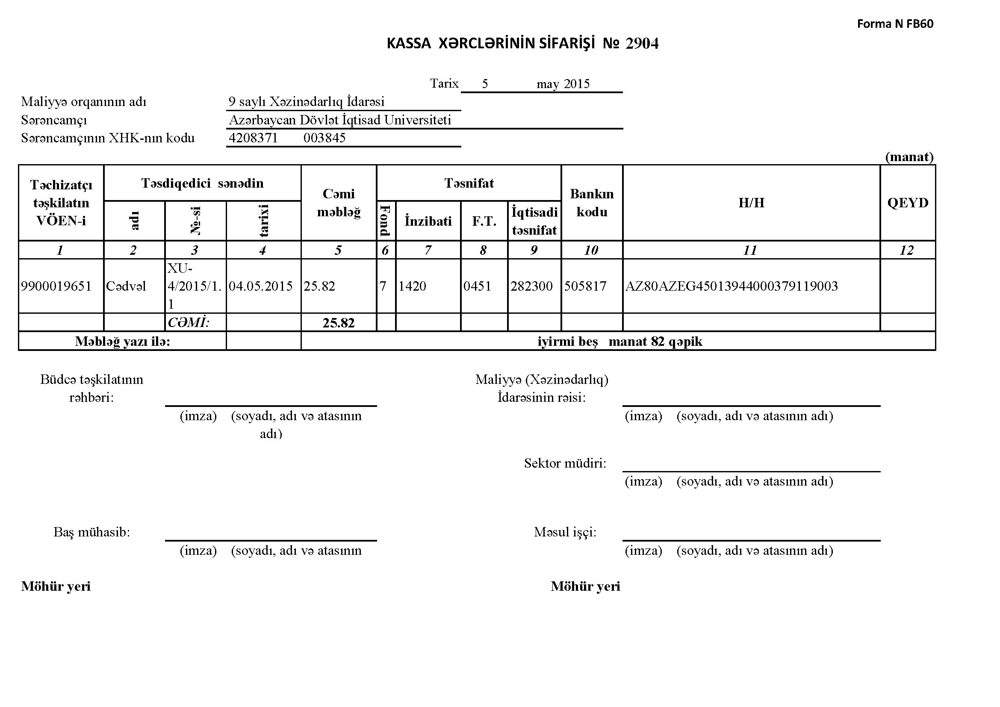 Forma N FB60
KASSA XƏRCLƏRİNİN SİFARİŞİ № 2904
Tarix 5 may 2015
Maliyyə orqanının adı 9 saylı Xəzinədarlıq İdarəsi
Sərəncamçı Azərbaycan Dövlət İqtisad Universiteti
Sərəncamçının XHK-nın kodu 4208371 003845
(manat)
Təchizatçı təşkilatın VÖEN-i Təsdiqedici sənədin Cəmi məbləğ Təsnifat Bankın kodu H/H QEYD
adı №-si tarixi Fond İnzibati F.T. İqtisadi təsnifat
1 2 3 4 5 6 7 8 9 10 11 12
9900019651 Cədvəl XU-4/2015/1.1 04.05.2015 25.82 7 1420 0451 282300 505817 AZ80AZEG45013944000379119003
CƏMİ: 25.82
Məbləğ yazı ilə: iyirmi beş manat 82 qəpik
Büdcə təşkilatının Maliyyə (Xəzinədarlıq)
rəhbəri: İdarəsinin rəisi:
(imza) (soyadı, adı və atasının (imza) (soyadı, adı və atasının adı)
adı)
Sektor müdiri:
(imza) (soyadı, adı və atasının adı)
Baş mühasib: Məsul işçi:
(imza) (soyadı, adı və atasının (imza) (soyadı, adı və atasının adı)
Möhür yeri Möhür yeri